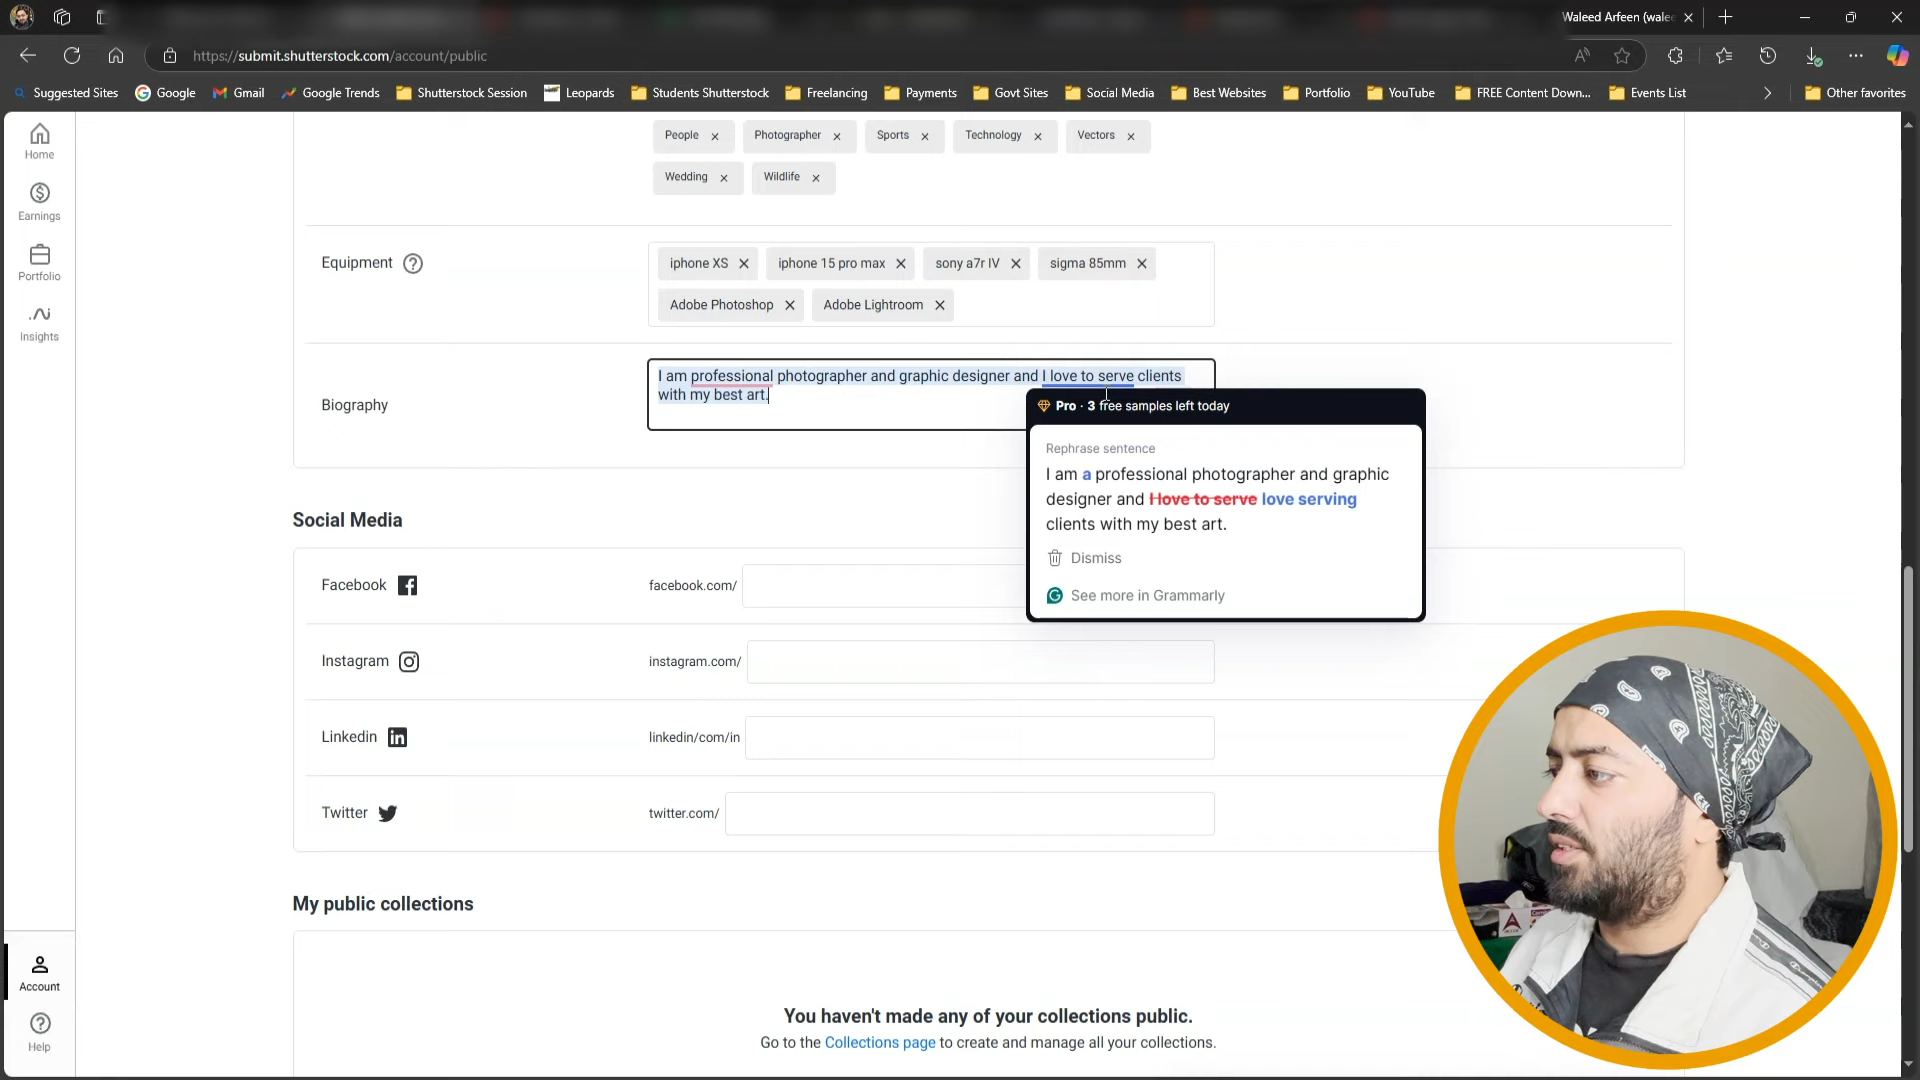 Waleed Arfeen (walee
https://submit.shutterstock.com/account/public
Suggested Sites Google Gmail Google Trends Shutterstock Session Leopards Students Shutterstock Freelancing Payments Govt Sites Social Media Best Websites Portfolio YouTube FREE Content Down... Events List Other favorites
Home
Earnings
Portfolio
Insights
Account
Help
People Photographer Sports Technology Vectors
Wedding Wildlife
Equipment
iphone XS iphone 15 pro max sony a7r IV sigma 85mm
Adobe Photoshop Adobe Lightroom
Biography
I am professional photographer and graphic designer and I love to serve clients
with my best art.
Pro · 3 free samples left today
Rephrase sentence
I am a professional photographer and graphic
designer and I love to serve love serving
clients with my best art.
Dismiss
See more in Grammarly
Social Media
Facebook facebook.com/
Instagram instagram.com/
Linkedin linkedin/com/in
Twitter twitter.com/
My public collections
You haven't made any of your collections public.
Go to the Collections page to create and manage all your collections.